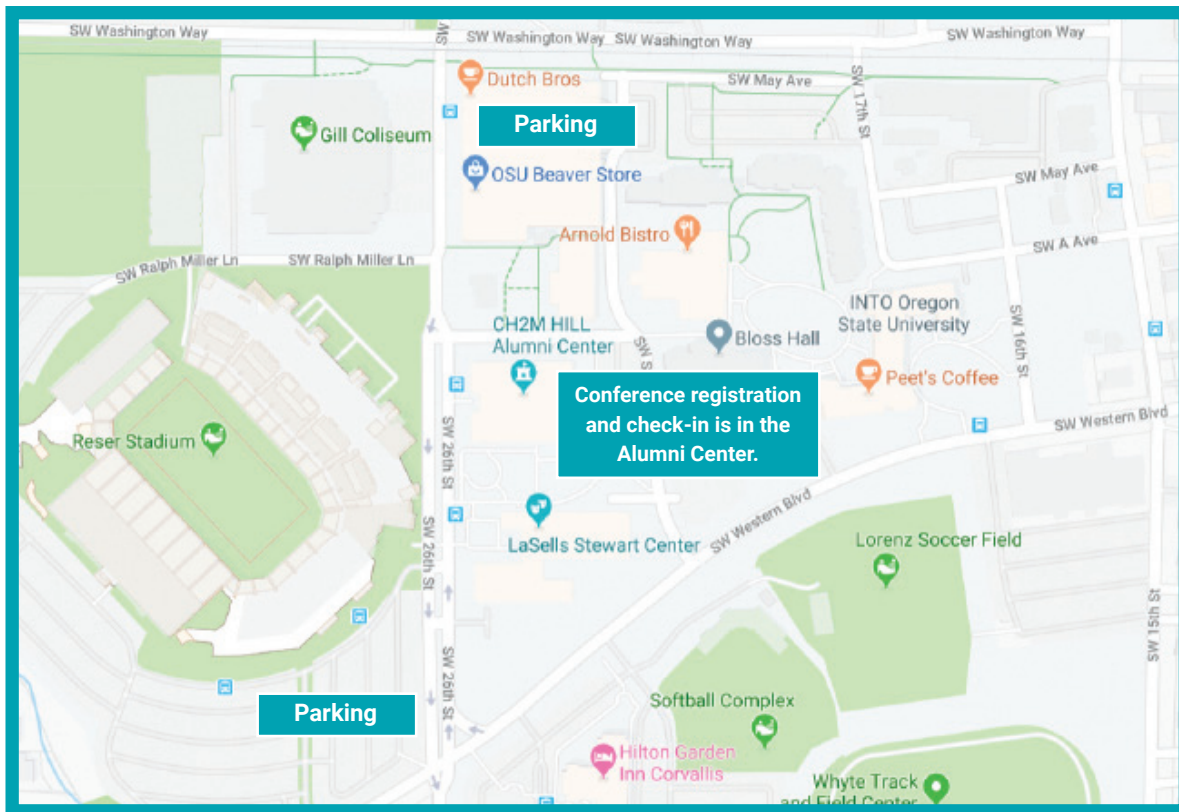 SW Washington Way
SW
SW Washington Way
SW Washington Way
SW Washington Way
Dutch Bros
SW May Ave
SW 17th St
Parking
Gill Coliseum
OSU Beaver Store
SW May Ave
Arnold Bistro
SW A Ave
SW Ralph Miller Ln
SW Ralph Miller Ln
INTO Oregon
State University
CH2M HILL
Alumni Center
SW S
Bloss Hall
SW 16th St
Peet's Coffee
Conference registration
and check-in is in the
Alumni Center.
SW Western Blvd
Reser Stadium
SW 26th St
SW Western Blvd
LaSells Stewart Center
SW 26th St
Lorenz Soccer Field
SW 15th St
SW 26th St
Parking
Softball Complex
Hilton Garden
Inn Corvallis
Whyte Track
and Field Center